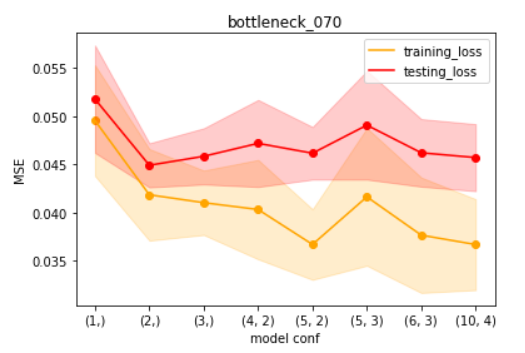 bottleneck_070
training_loss
testing_loss
MSE
0.055
0.050
0.045
0.040
0.035
(1,) (2,) (3,) (4, 2) (5, 2) (5, 3) (6, 3) (10, 4)
model conf